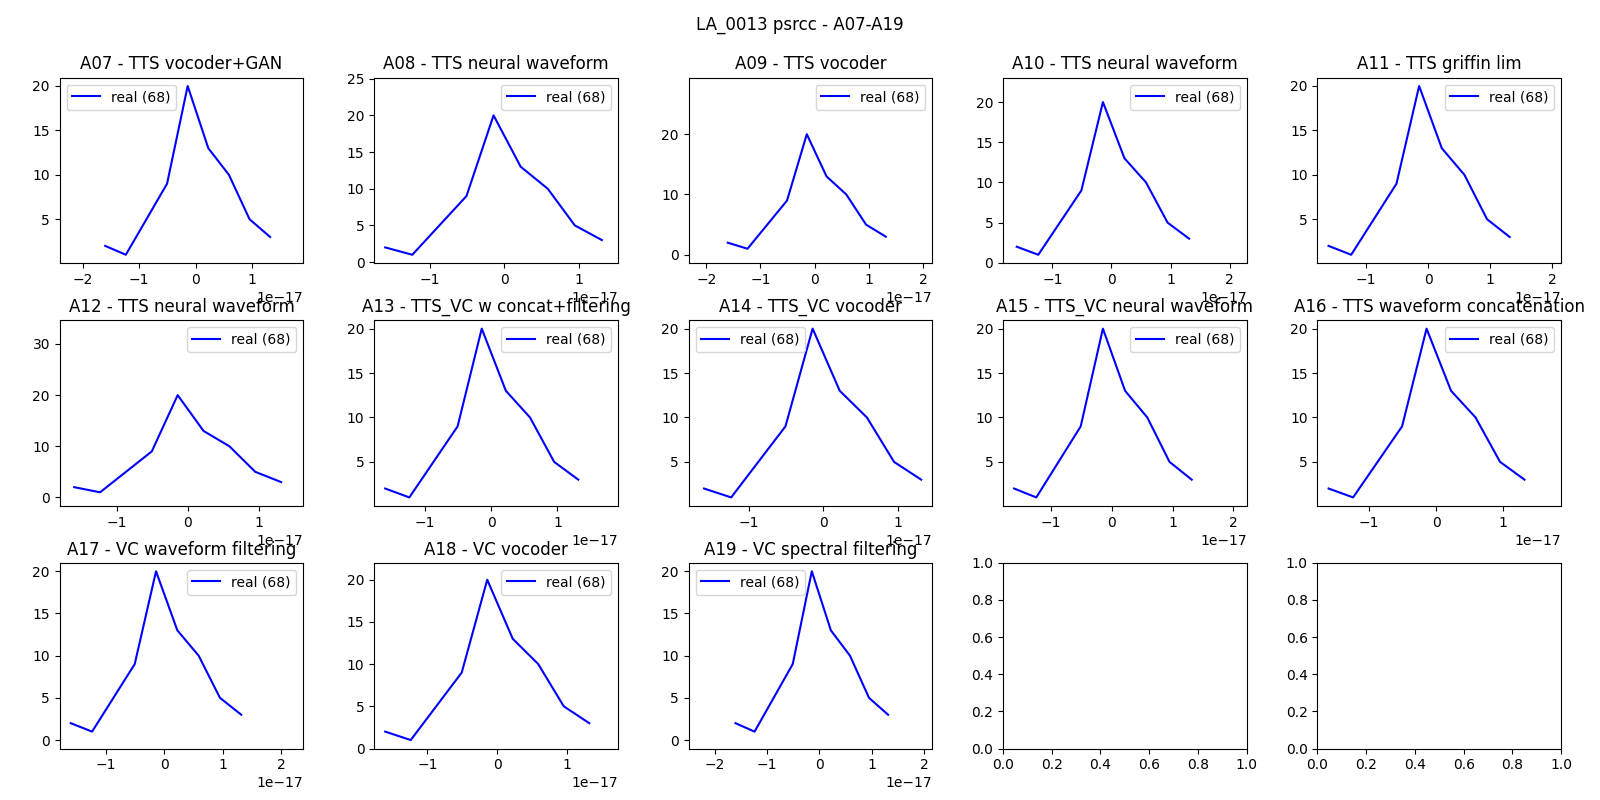 LA_0013 psrcc - A07-A19
A07 - TTS vocoder+GAN
A08 - TTS neural waveform
A09 - TTS vocoder
A10 - TTS neural waveform
A11 - TTS griffin lim
real (68)
real (68)
real (68)
real (68)
real (68)
20
15
10
5
25
20
15
10
5
0
20
10
0
20
15
10
5
0
20
15
10
5
−2 −1 0 1
−1 0 1
−2 −1 0 1 2
−1 0 1 2
−1 0 1 2
1e−17
1e−17
1e−17
1e−17
1e−17
A12 - TTS neural waveform
A13 - TTS_VC w concat+filtering
A14 - TTS_VC vocoder
A15 - TTS_VC neural waveform
A16 - TTS waveform concatenation
real (68)
real (68)
real (68)
real (68)
real (68)
30
20
10
0
20
15
10
5
20
15
10
5
20
15
10
5
20
15
10
5
−1 0 1
−1 0 1
−1 0 1
−1 0 1 2
−1 0 1
1e−17
1e−17
1e−17
1e−17
1e−17
A17 - VC waveform filtering
A18 - VC vocoder
A19 - VC spectral filtering
real (68)
real (68)
real (68)
20
15
10
5
0
20
15
10
5
0
20
15
10
5
0
1.0
0.8
0.6
0.4
0.2
0.0
1.0
0.8
0.6
0.4
0.2
0.0
−1 0 1 2
−1 0 1
−2 −1 0 1 2
0.0 0.2 0.4 0.6 0.8 1.0
0.0 0.2 0.4 0.6 0.8 1.0
1e−17
1e−17
1e−17